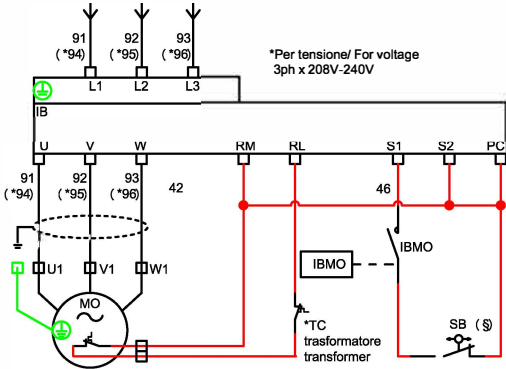 91 92 93
( *94) ( *95) ( *96)
*Per tensione/ For voltage
3ph x 208V-240V
L1 L2 L3
IB
U V W RM RL S1 S2 PC
91 92 93
( *94) ( *95) ( *96)
42 46
IBMO
IBMO
U1 V1 W1
MO
*TC
trasformatore
transformer
SB ( § )